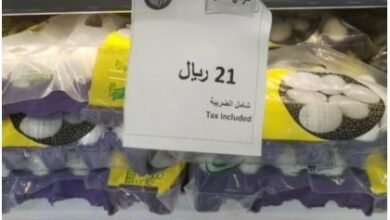 21 ريال
شامل الضريبة
Tax Included